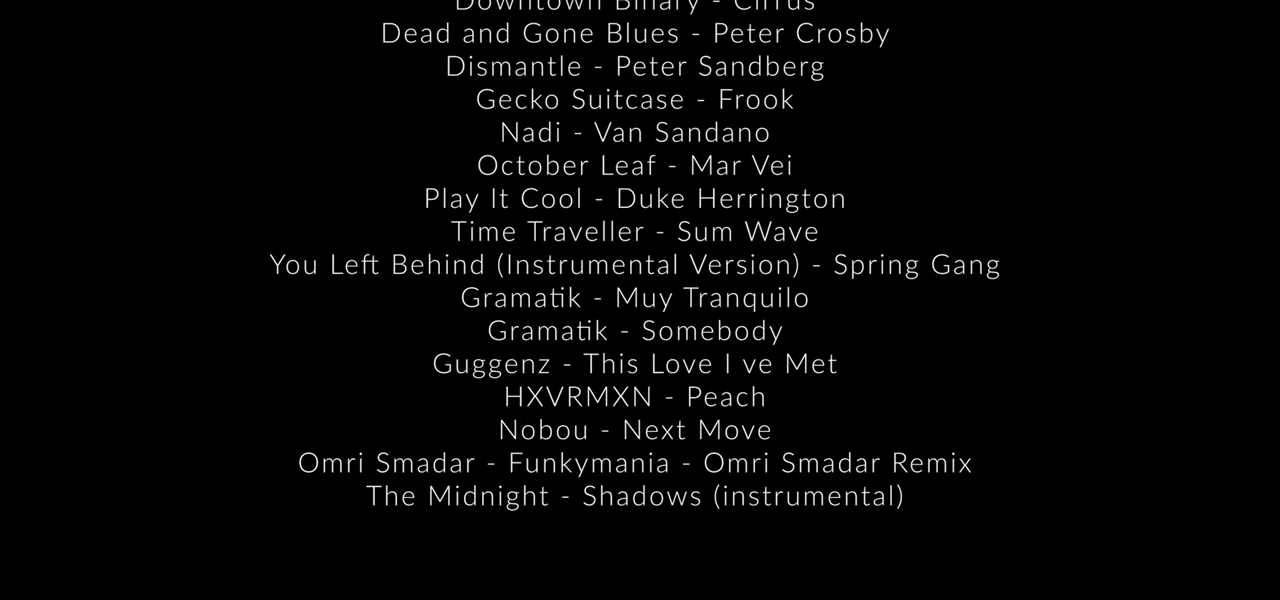 Downtown Binary - Cirrus
Dead and Gone Blues - Peter Crosby
Dismantle - Peter Sandberg
Gecko Suitcase - Frook
Nadi - Van Sandano
October Leaf - Mar Vei
Play It Cool - Duke Herrington
Time Traveller - Sum Wave
You Left Behind (Instrumental Version) - Spring Gang
Gramatik - Muy Tranquilo
Gramatik - Somebody
Guggenz - This Love I ve Met
HXVRMXN - Peach
Nobou - Next Move
Omri Smadar - Funkymania - Omri Smadar Remix
The Midnight - Shadows (instrumental)